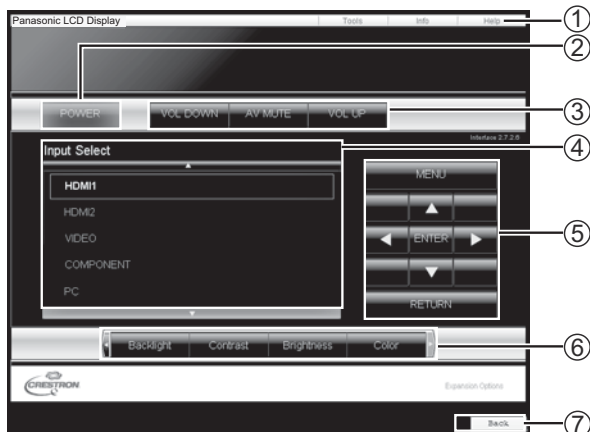 Panasonic LCD Display Tools Info Help ①
②
POWER VOL DOWN AV MUTE VOL UP ③
Interface 2.7.2.6
Input Select ④
MENU
HDMI1
HDMI2
VIDEO ENTER ⑤
COMPONENT
PC
RETURN
Backlight Contrast Brightness Color ⑥
CRESTRON Expansion Options
Back ⑦